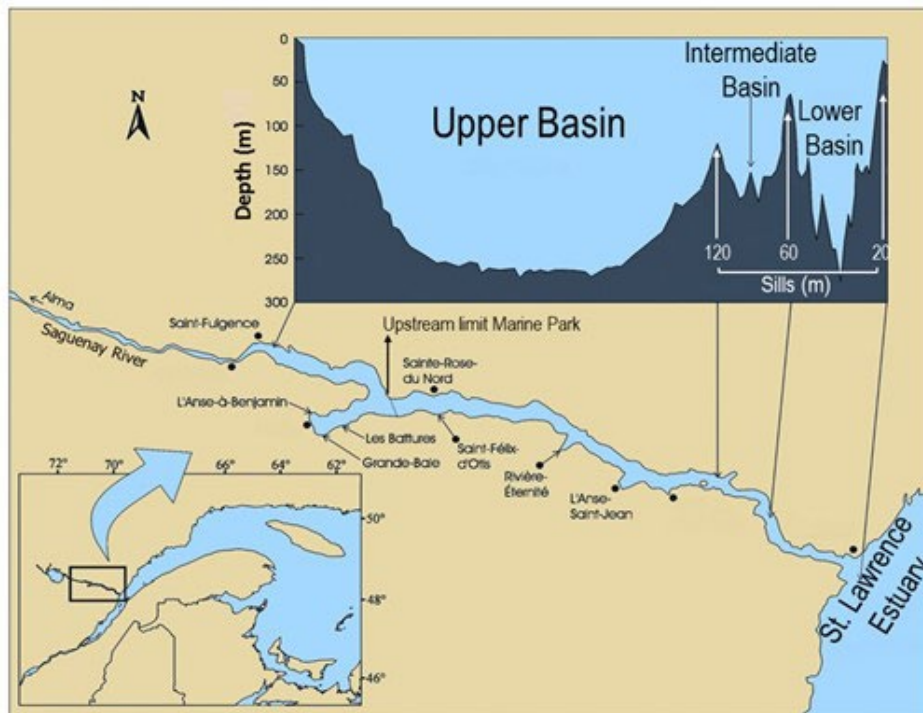 0
50
100
150
200
250
300
Depth (m)
Upper Basin
Intermediate
Basin
Lower
Basin
120
60
20
Sills (m)
N
Alma
Saguenay River
Saint-Fulgence
Upstream limit Marine Park
Sainte-Rose-
du Nord
L'Anse-à-Benjamin
Les Battures
Grande-Baie
Saint-Félix-
d'Otis
Rivière-
Éternité
L'Anse-
Saint-Jean
St. Lawrence
Estuary
72°
70°
66°
64°
62°
50°
48°
46°